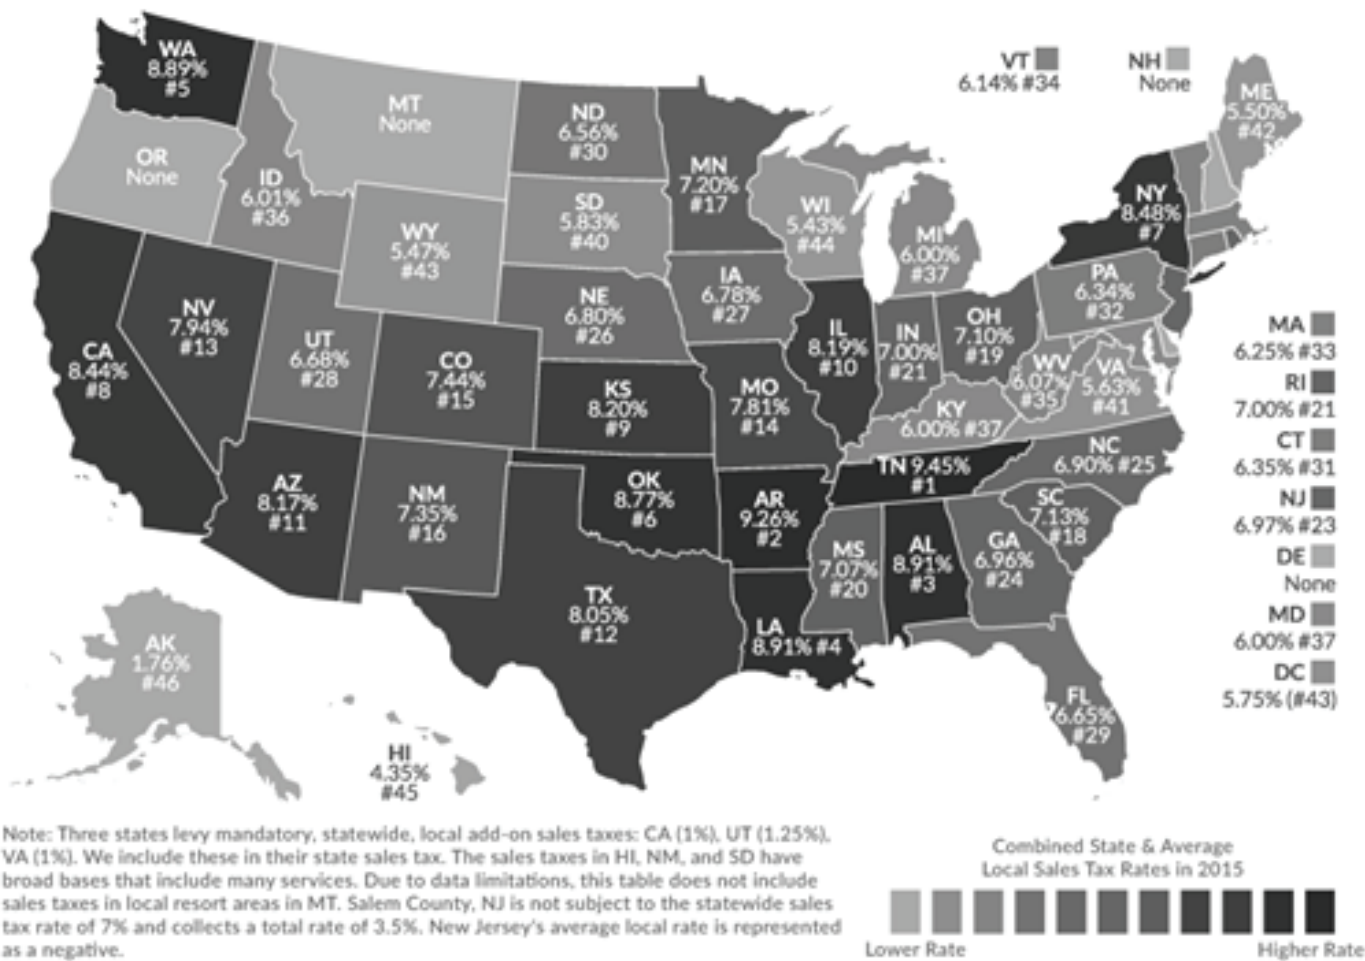 WA
8.89%
#5
MT
None
OR
None
ID
6.01%
#36
WY
5.47%
#43
ND
6.56%
#30
SD
5.83%
#40
MN
7.20%
#17
WI
5.43%
#44
MI
6.00%
#37
VT
6.14% #34
NH
None
ME
5.50%
#42
NY
8.48%
#7
CA
8.44%
#8
NV
7.94%
#13
UT
6.68%
#28
CO
7.44%
#15
NE
6.80%
#26
IA
6.78%
#27
KS
8.20%
#9
MO
7.81%
#14
IL
8.19%
#10
IN
7.00%
#21
OH
7.10%
#19
PA
6.34%
#32
WV
6.07%
#35
VA
5.63%
#41
KY
6.00% #37
MA
6.25% #33
RI
7.00% #21
CT
6.35% #31
NJ
6.97% #23
DE
None
MD
6.00% #37
DC
5.75% (#43)
AZ
8.17%
#11
NM
7.35%
#16
OK
8.77%
#6
AR
9.26%
#2
TN 9.45%
#1
NC
6.90% #25
SC
7.13%
#18
MS
7.07%
#20
AL
8.91%
#3
GA
6.96%
#24
TX
8.05%
#12
LA
8.91% #4
FL
6.65%
#29
AK
1.76%
#46
HI
4.35%
#45
Note: Three states levy mandatory, statewide, local add-on sales taxes: CA (1%), UT (1.25%),
VA (1%). We include these in their state sales tax. The sales taxes in HI, NM, and SD have
broad bases that include many services. Due to data limitations, this table does not include
sales taxes in local resort areas in MT. Salem County, NJ is not subject to the statewide sales
tax rate of 7% and collects a total rate of 3.5%. New Jersey's average local rate is represented
as a negative.
Combined State & Average
Local Sales Tax Rates in 2015
Lower Rate
Higher Rate